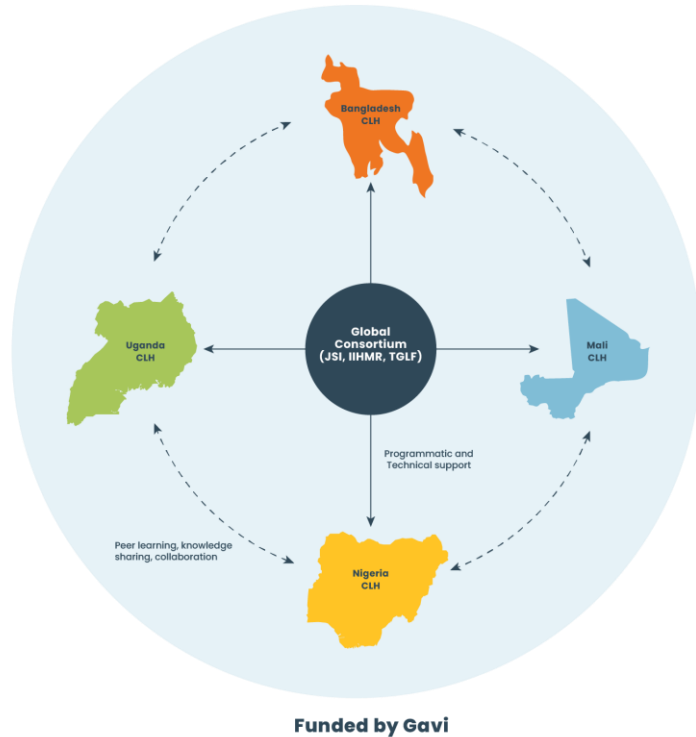 Bangladesh
CLH
Uganda
CLH
Global
Consortium
(JSI, IIHMR, TGLF)
Mali
CLH
Programmatic and
Technical support
Peer learning, knowledge
sharing, collaboration
Nigeria
CLH
Funded by Gavi